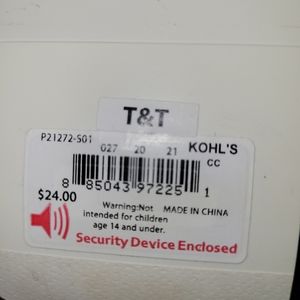 T&T
P21272-S01
027 20 21 KOHL'S
CC
8 85043 97225 1
$24.00
Warning:Not MADE IN CHINA
intended for children
age 14 and under.
Security Device Enclosed